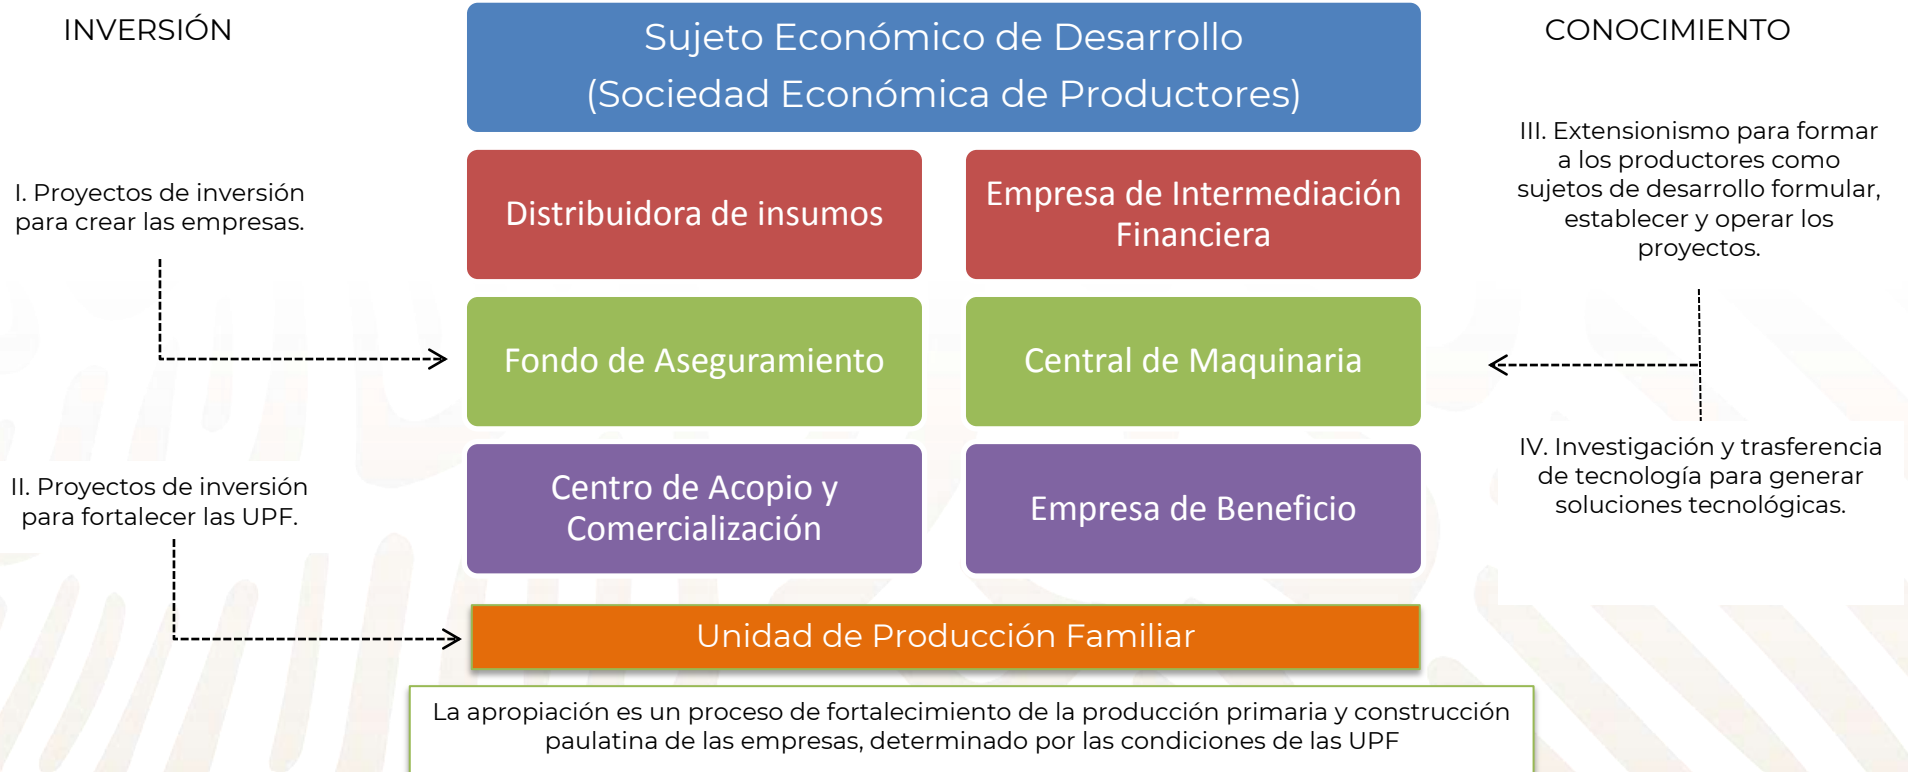 INVERSIÓN
Sujeto Económico de Desarrollo
(Sociedad Económica de Productores)
CONOCIMIENTO
I. Proyectos de inversión
para crear las empresas.
Distribuidora de insumos
Empresa de Intermediación
Financiera
III. Extensionismo para formar
a los productores como
sujetos de desarrollo formular,
establecer y operar los
proyectos.
Fondo de Aseguramiento
Central de Maquinaria
II. Proyectos de inversión
para fortalecer las UPF.
Centro de Acopio y
Comercialización
Empresa de Beneficio
IV. Investigación y trasferencia
de tecnología para generar
soluciones tecnológicas.
Unidad de Producción Familiar
La apropiación es un proceso de fortalecimiento de la producción primaria y construcción
paulatina de las empresas, determinado por las condiciones de las UPF